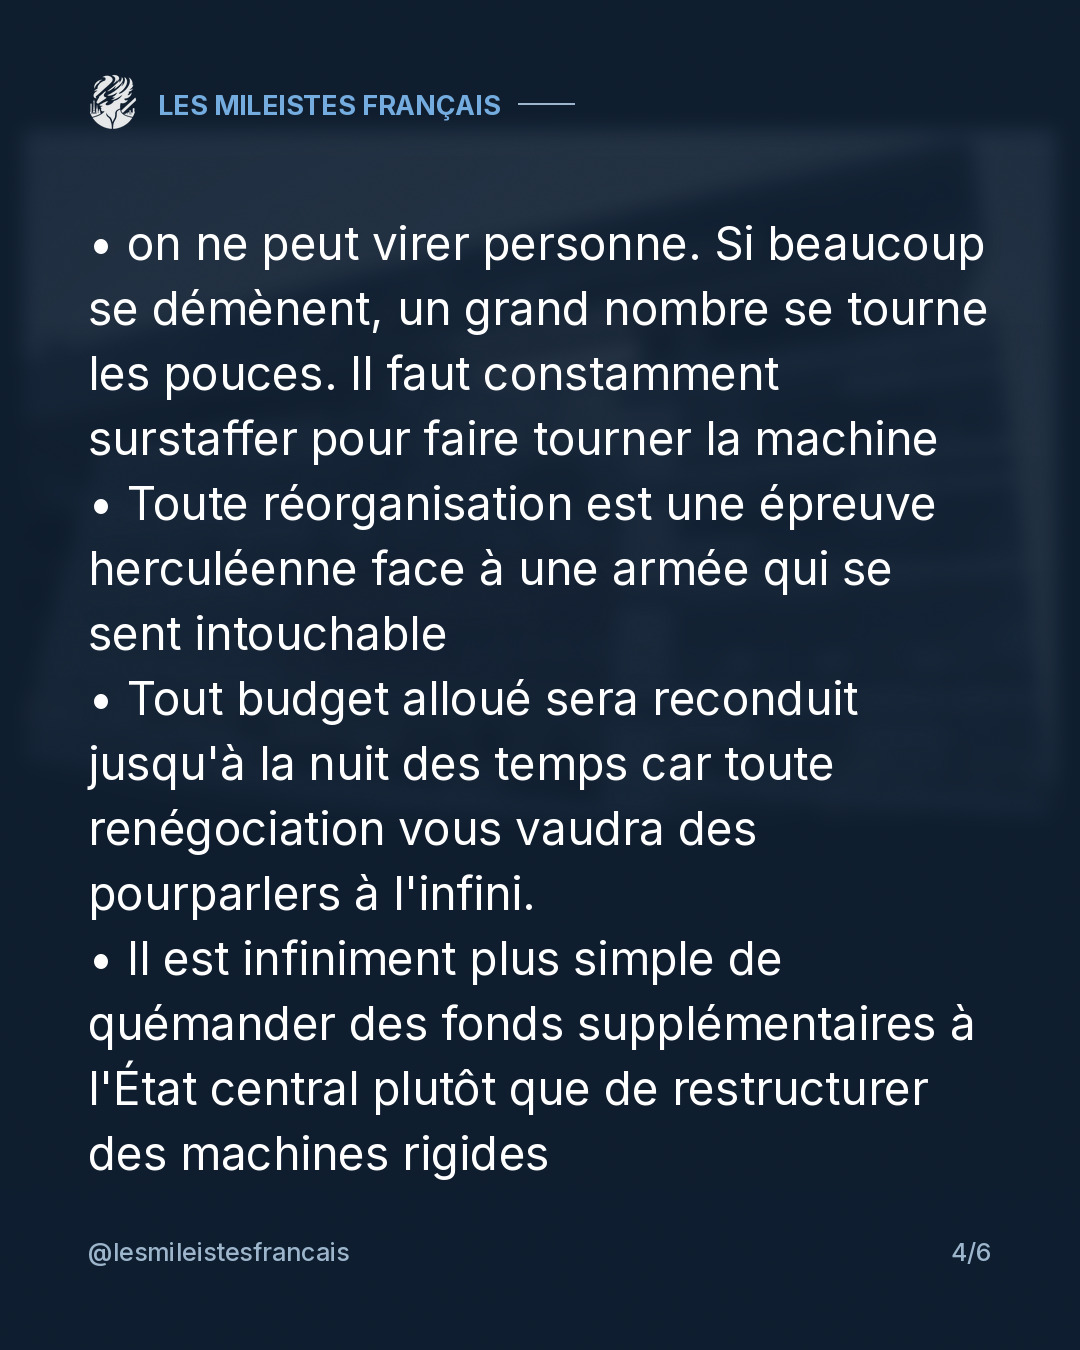 LES MILEISTES FRANÇAIS
• on ne peut virer personne. Si beaucoup
se démènent, un grand nombre se tourne
les pouces. Il faut constamment
surstaffer pour faire tourner la machine
• Toute réorganisation est une épreuve
herculéenne face à une armée qui se
sent intouchable
• Tout budget alloué sera reconduit
jusqu'à la nuit des temps car toute
renégociation vous vaudra des
pourparlers à l'infini.
• Il est infiniment plus simple de
quémander des fonds supplémentaires à
l'État central plutôt que de restructurer
des machines rigides
@lesmileistesfrancais
4/6